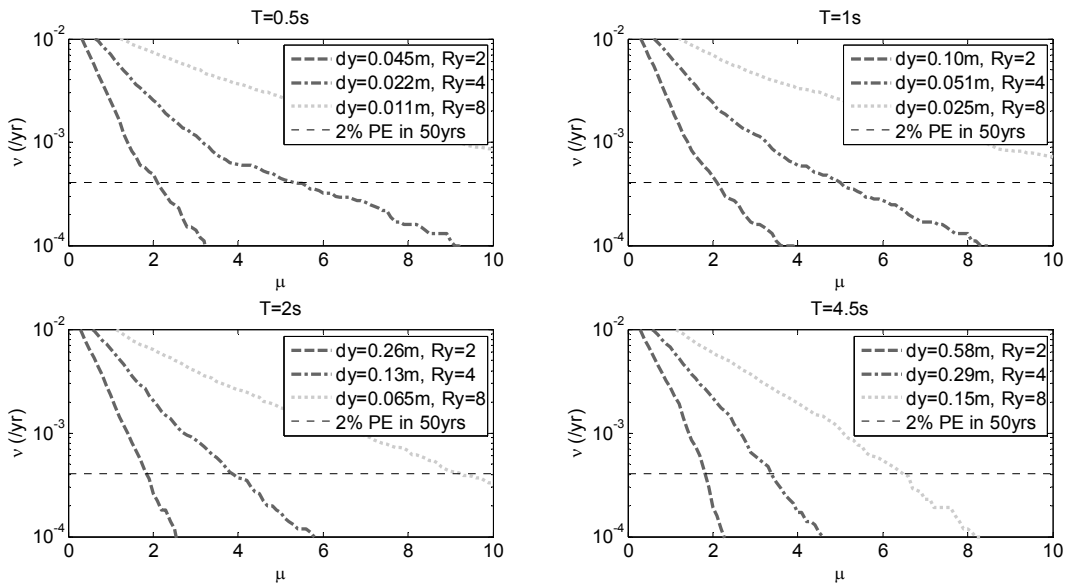 T=0.5s
10⁻²
10⁻³
10⁻⁴
ν (/yr)
dy=0.045m, Ry=2
dy=0.022m, Ry=4
dy=0.011m, Ry=8
2% PE in 50yrs
0 2 4 6 8 10
μ
T=1s
10⁻²
10⁻³
10⁻⁴
ν (/yr)
dy=0.10m, Ry=2
dy=0.051m, Ry=4
dy=0.025m, Ry=8
2% PE in 50yrs
0 2 4 6 8 10
μ
T=2s
10⁻²
10⁻³
10⁻⁴
ν (/yr)
dy=0.26m, Ry=2
dy=0.13m, Ry=4
dy=0.065m, Ry=8
2% PE in 50yrs
0 2 4 6 8 10
μ
T=4.5s
10⁻²
10⁻³
10⁻⁴
ν (/yr)
dy=0.58m, Ry=2
dy=0.29m, Ry=4
dy=0.15m, Ry=8
2% PE in 50yrs
0 2 4 6 8 10
μ